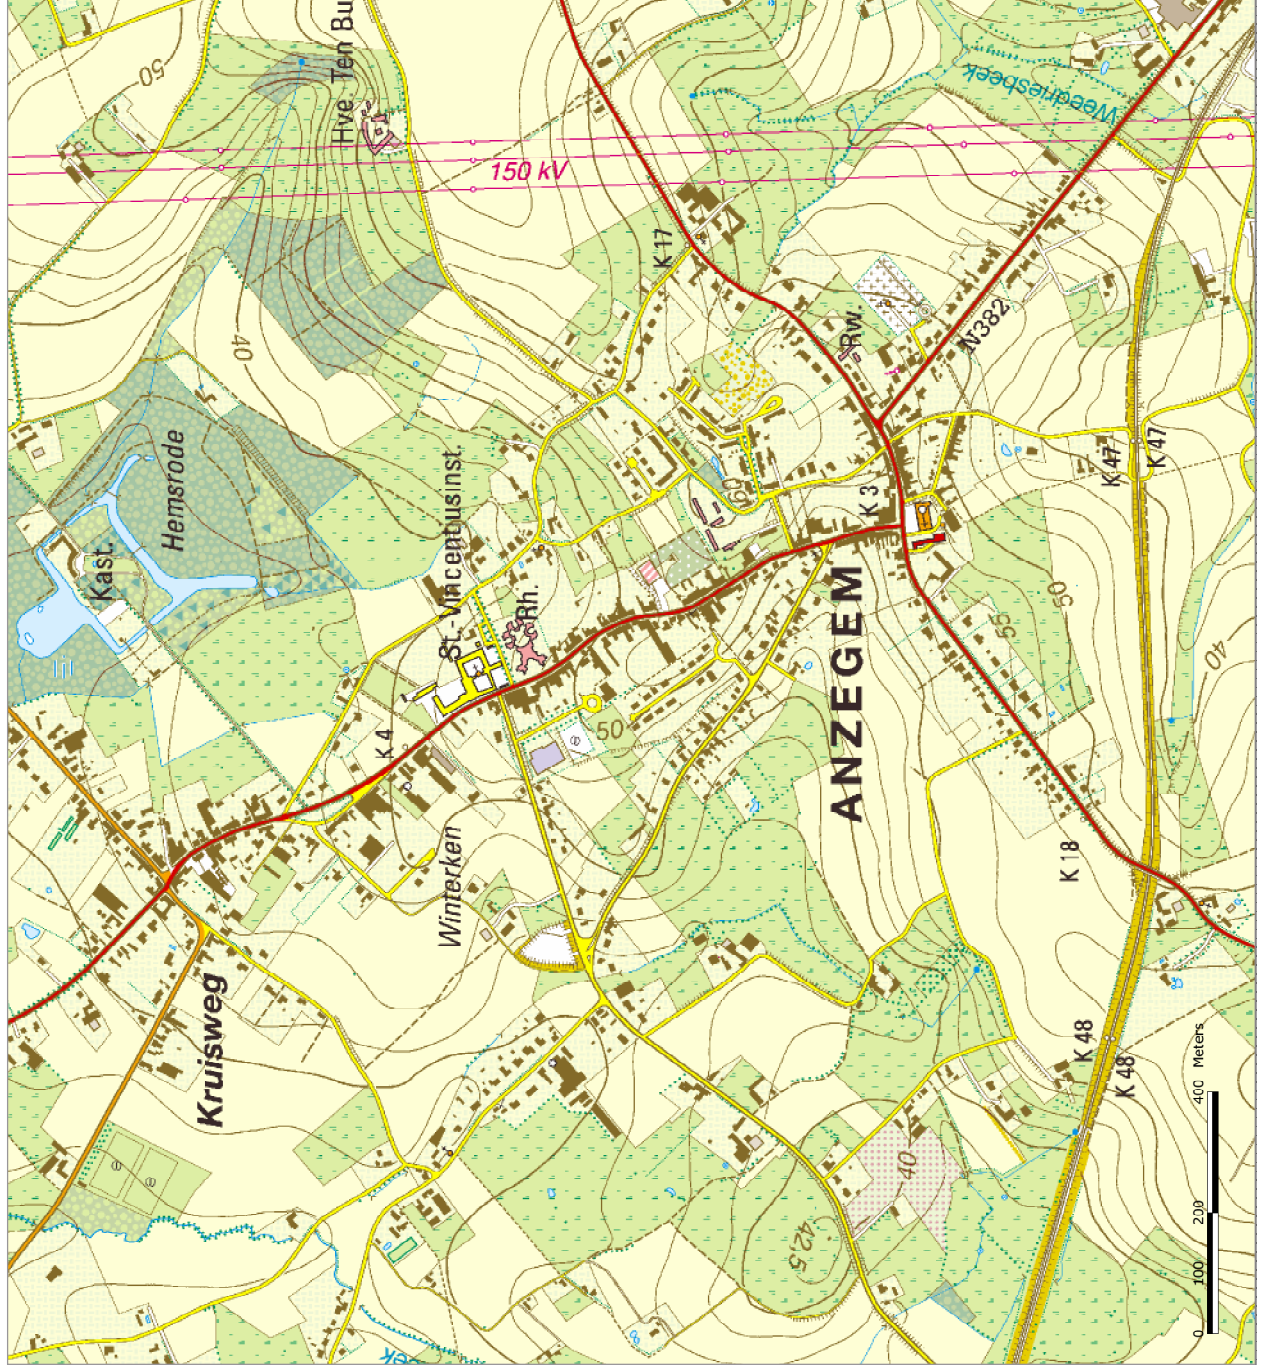 50
Hve. Ten Bu
150 kV
Weedriesbeek
K 17
40
Hemsrode
Kast.
Rw.
N382
St.-Vincentiusinst.
Rh.
60
K 3
K 47
K 47
ANZEGEM
50
55
40
K 4
50
Winterken
K 18
Kruisweg
K 48
K 48
40
42,5
eek
0
100
200
400
Meters